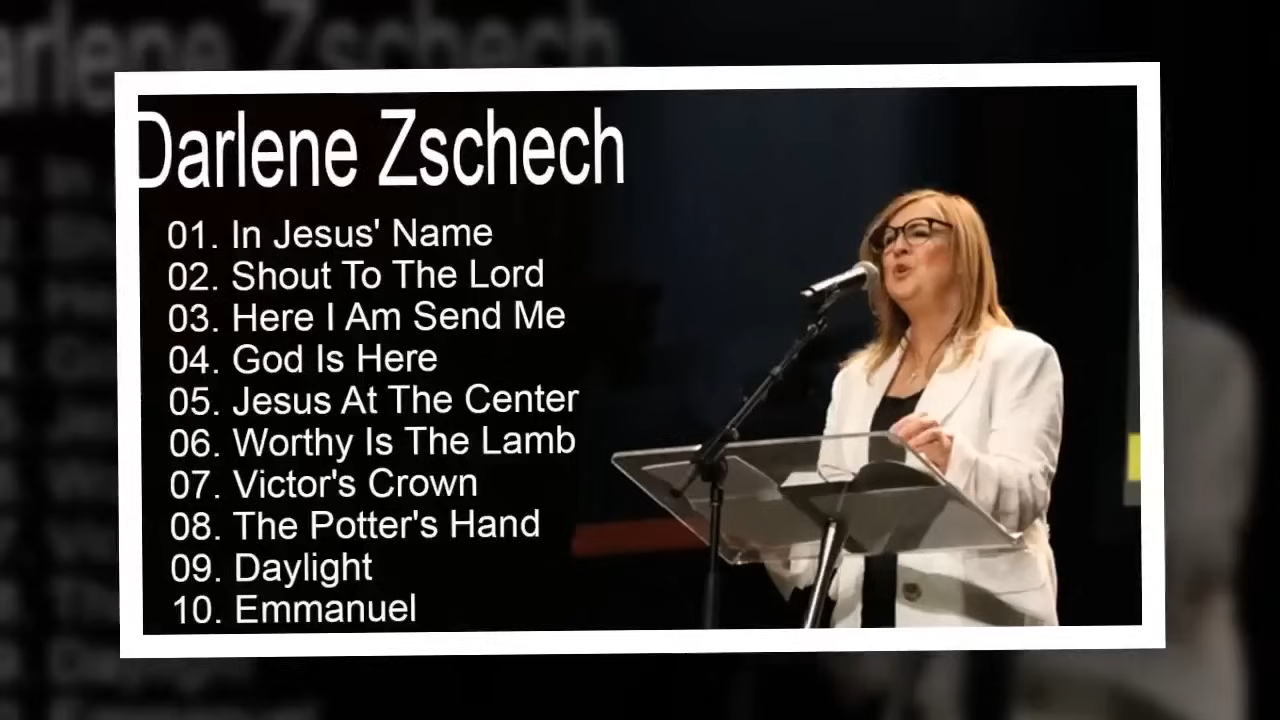 Darlene Zschech
01. In Jesus' Name
02. Shout To The Lord
03. Here I Am Send Me
04. God Is Here
05. Jesus At The Center
06. Worthy Is The Lamb
07. Victor's Crown
08. The Potter's Hand
09. Daylight
10. Emmanuel